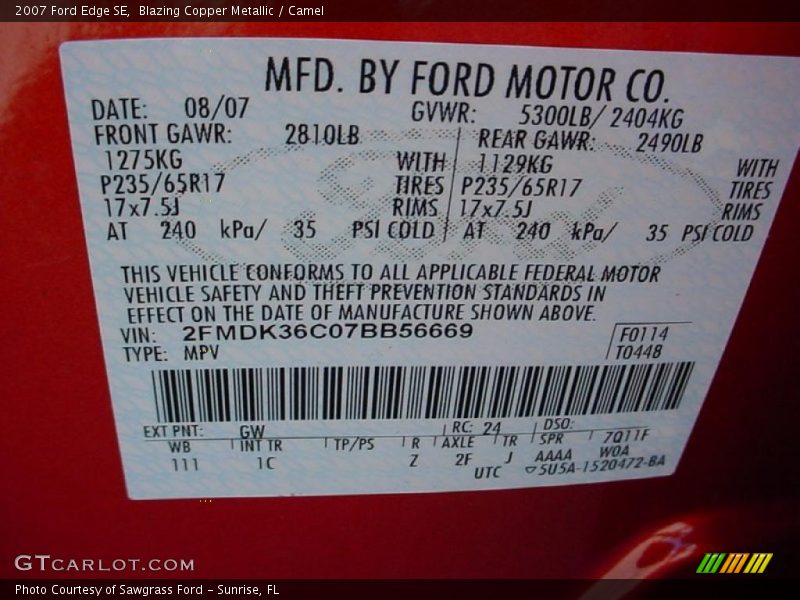 2007 Ford Edge SE, Blazing Copper Metallic / Camel
MFD. BY FORD MOTOR CO.
DATE: 08/07 GVWR: 5300LB/ 2404KG
FRONT GAWR: 2810LB REAR GAWR: 2490LB
1275KG WITH 1129KG WITH
P235/65R17 TIRES P235/65R17 TIRES
17x7.5J RIMS 17x7.5J RIMS
AT 240 kPa/ 35 PSI COLD AT 240 kPa/ 35 PSI COLD
THIS VEHICLE CONFORMS TO ALL APPLICABLE FEDERAL MOTOR
VEHICLE SAFETY AND THEFT PREVENTION STANDARDS IN
EFFECT ON THE DATE OF MANUFACTURE SHOWN ABOVE.
VIN: 2FMDK36C07BB56669 F0114
TYPE: MPV T0448
EXT PNT: GW RC: 24 DSO:
WB INT TR TP/PS R AXLE TR SPR 7Q11F
111 1C Z 2F J AAAA WOA
UTC 5U5A-1520472-BA
GTCARLOT.COM
Photo Courtesy of Sawgrass Ford - Sunrise, FL